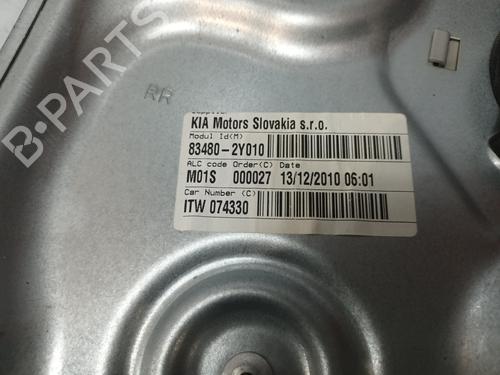 B-PARTS
RR
Supplier
KIA Motors Slovakia s.r.o.
Modul Id(M)
83480-2Y010
ALC code Order(C) Date
M01S 000027 13/12/2010 06:01
Car Number (C)
ITW 074330